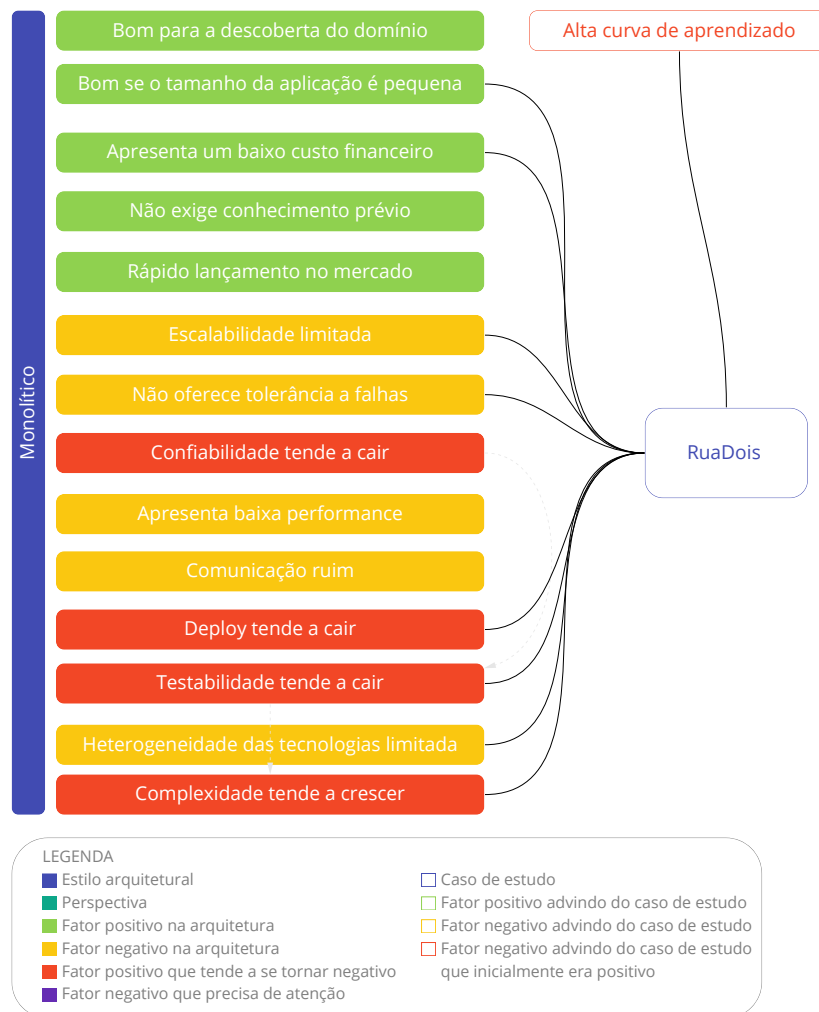 Bom para a descoberta do domínio
Alta curva de aprendizado
Bom se o tamanho da aplicação é pequena
Apresenta um baixo custo financeiro
Não exige conhecimento prévio
Rápido lançamento no mercado
Escalabilidade limitada
Não oferece tolerância a falhas
Monolítico
Confiabilidade tende a cair
RuaDois
Apresenta baixa performance
Comunicação ruim
Deploy tende a cair
Testabilidade tende a cair
Heterogeneidade das tecnologias limitada
Complexidade tende a crescer
LEGENDA
Estilo arquitetural
Perspectiva
Fator positivo na arquitetura
Fator negativo na arquitetura
Fator positivo que tende a se tornar negativo
Fator negativo que precisa de atenção
Caso de estudo
Fator positivo advindo do caso de estudo
Fator negativo advindo do caso de estudo
Fator negativo advindo do caso de estudo
que inicialmente era positivo